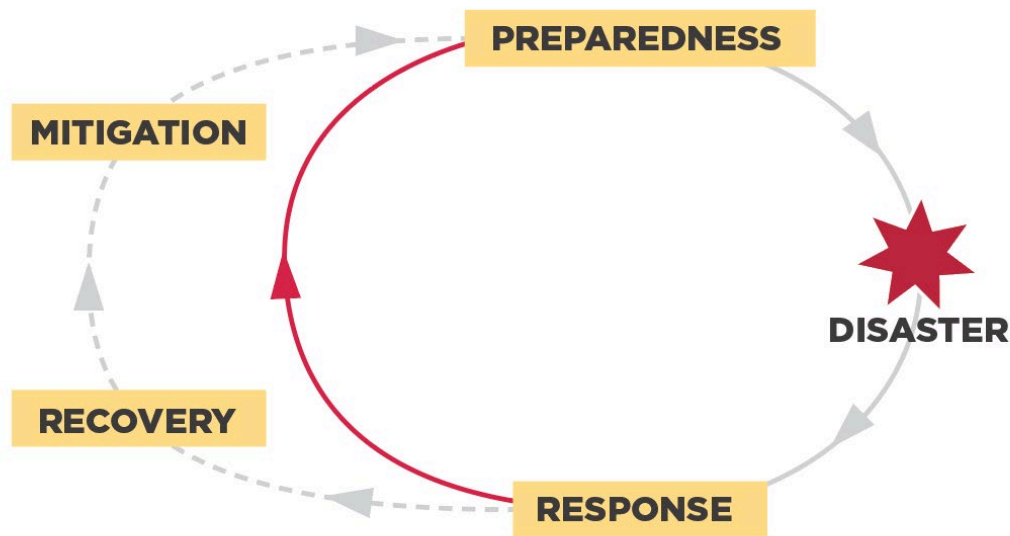 PREPAREDNESS
MITIGATION
DISASTER
RECOVERY
RESPONSE